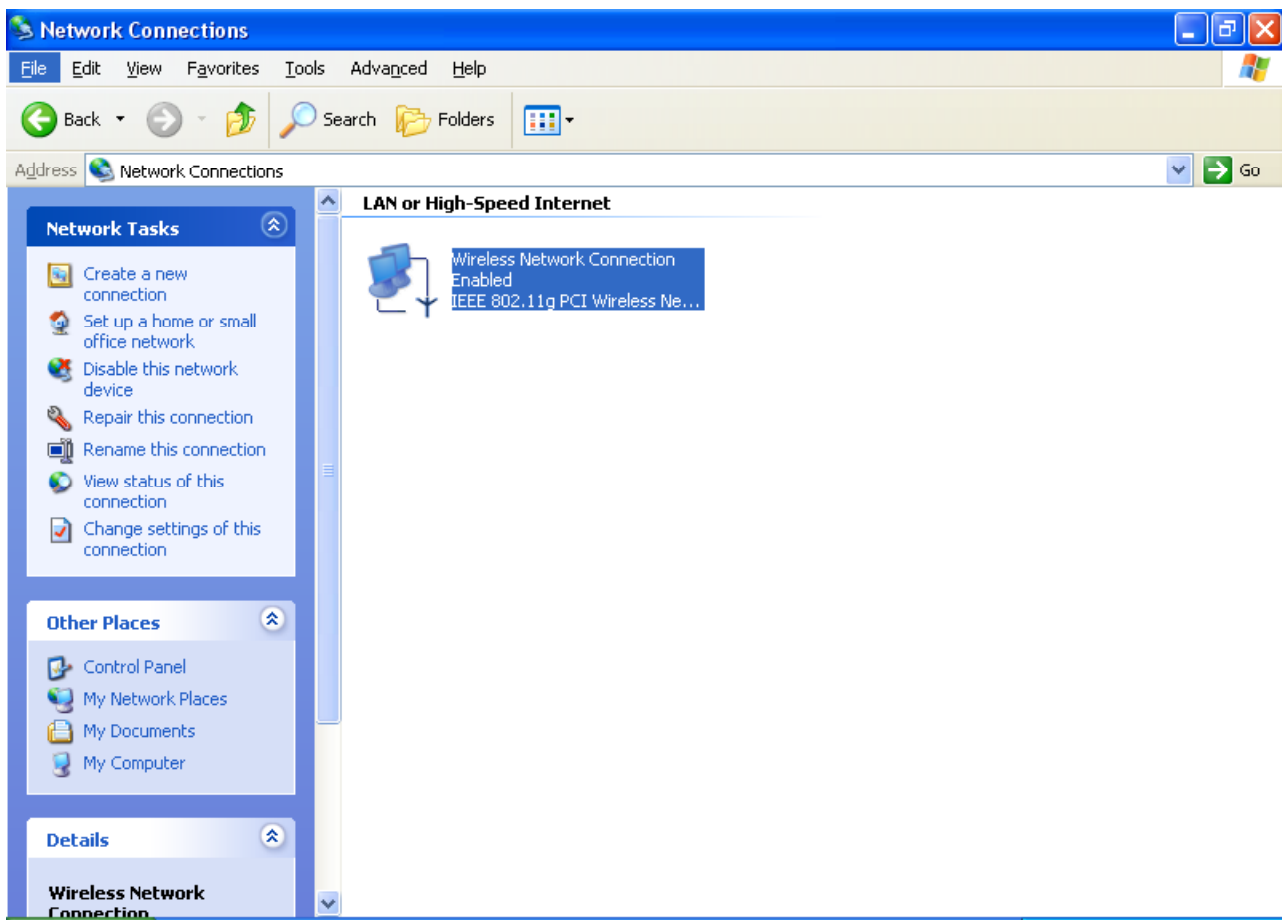 Network Connections
File Edit View Favorites Tools Advanced Help
Back Search Folders
Address Network Connections Go
Network Tasks
Create a new
connection
Set up a home or small
office network
Disable this network
device
Repair this connection
Rename this connection
View status of this
connection
Change settings of this
connection
Other Places
Control Panel
My Network Places
My Documents
My Computer
Details
Wireless Network
Connection
LAN or High-Speed Internet
Wireless Network Connection
Enabled
IEEE 802.11g PCI Wireless Ne...